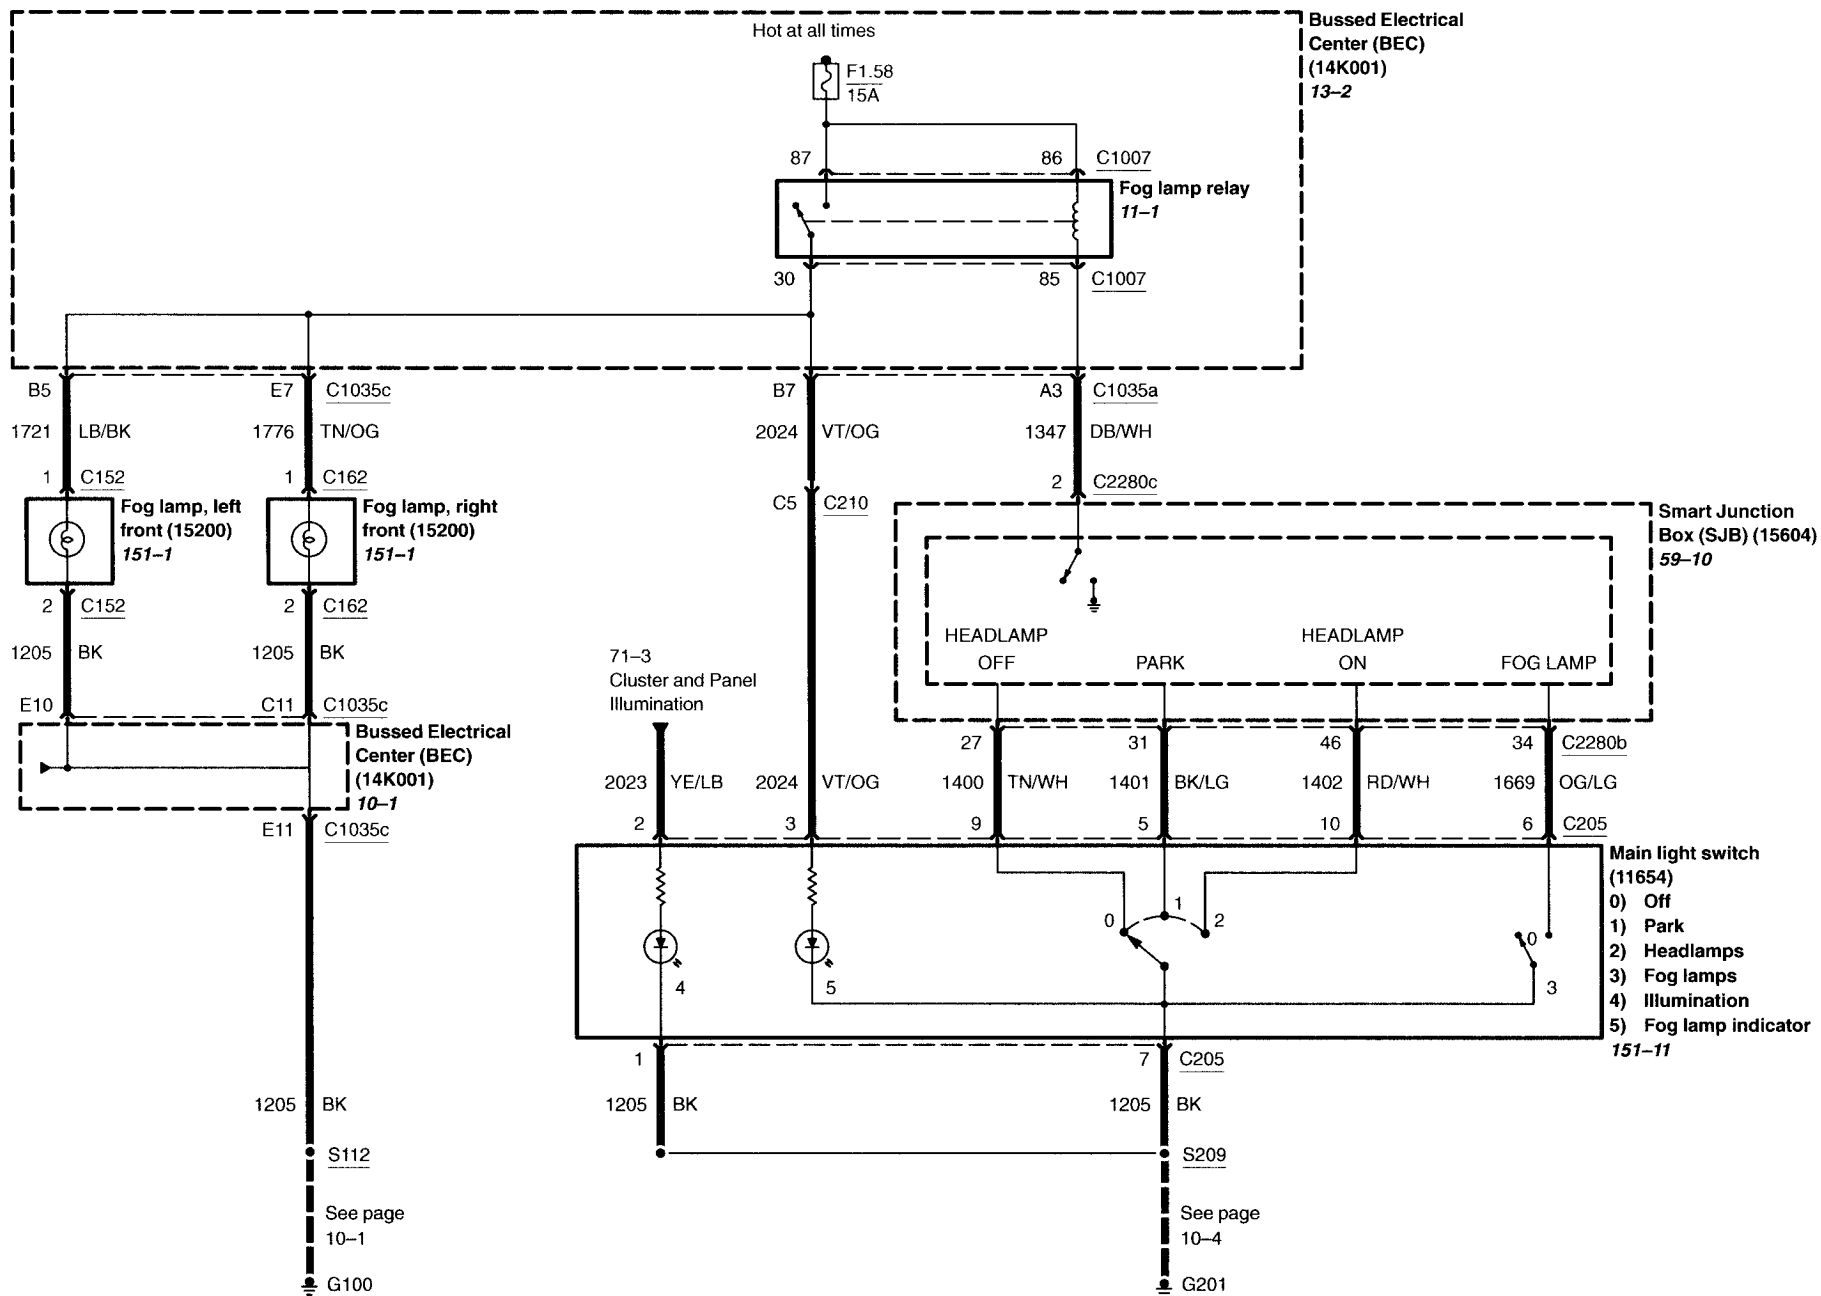 Hot at all times
Bussed Electrical
Center (BEC)
(14K001)
13–2
F1.58
15A
87
86
C1007
Fog lamp relay
11–1
30
85
C1007
B5
E7
C1035c
B7
A3
C1035a
1721
LB/BK
1776
TN/OG
2024
VT/OG
1347
DB/WH
1
C152
1
C162
2
C2280c
C5
C210
Fog lamp, left
front (15200)
151–1
Fog lamp, right
front (15200)
151–1
Smart Junction
Box (SJB) (15604)
59–10
2
C152
2
C162
1205
BK
1205
BK
71–3
Cluster and Panel
Illumination
HEADLAMP
OFF
PARK
HEADLAMP
ON
FOG LAMP
E10
C11
C1035c
Bussed Electrical
Center (BEC)
(14K001)
10–1
27
31
46
34
C2280b
2023
YE/LB
2024
VT/OG
1400
TN/WH
1401
BK/LG
1402
RD/WH
1669
OG/LG
E11
C1035c
2
3
9
5
10
6
C205
Main light switch
(11654)
0) Off
1) Park
2) Headlamps
3) Fog lamps
4) Illumination
5) Fog lamp indicator
151–11
0
1
2
0
4
5
3
1
7
C205
1205
BK
1205
BK
1205
BK
S112
S209
See page
10–1
See page
10–4
G100
G201